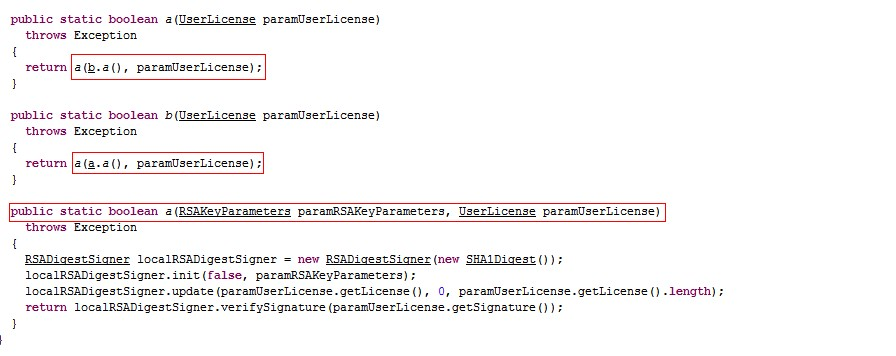 public static boolean a(UserLicense paramUserLicense)
throws Exception
{
return a(b.a(), paramUserLicense);
}
public static boolean b(UserLicense paramUserLicense)
throws Exception
{
return a(a.a(), paramUserLicense);
}
public static boolean a(RSAKeyParameters paramRSAKeyParameters, UserLicense paramUserLicense)
throws Exception
{
RSADigestSigner localRSADigestSigner = new RSADigestSigner(new SHA1Digest());
localRSADigestSigner.init(false, paramRSAKeyParameters);
localRSADigestSigner.update(paramUserLicense.getLicense(), 0, paramUserLicense.getLicense().length);
return localRSADigestSigner.verifySignature(paramUserLicense.getSignature());
}
}